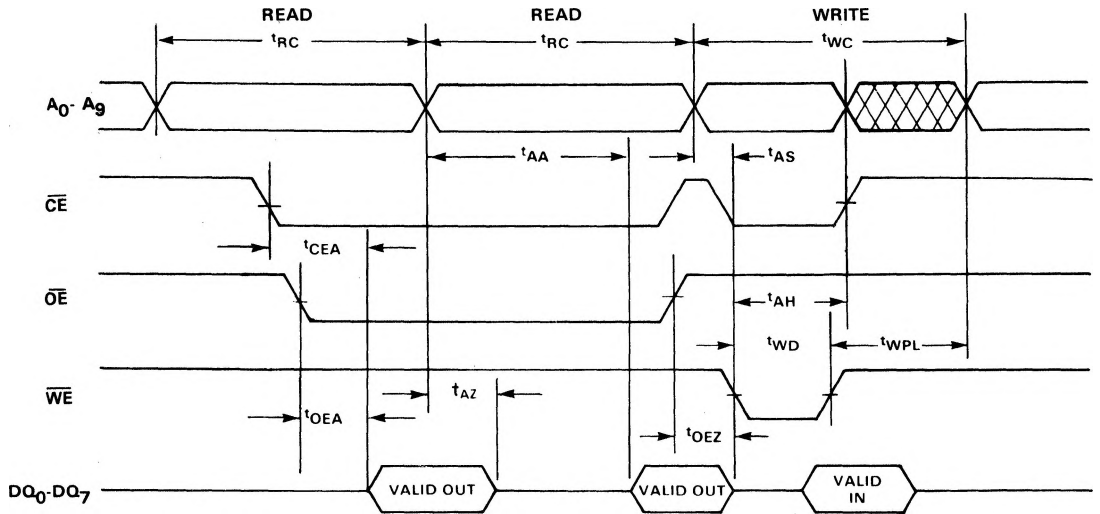 READ READ WRITE
tRC tRC tWC
A0- A9
tAA tAS
CE
tCEA
OE
tAH
tWD tWPL
WE
tAZ
tOEA
tOEZ
DQ0-DQ7 VALID OUT VALID OUT VALID
IN